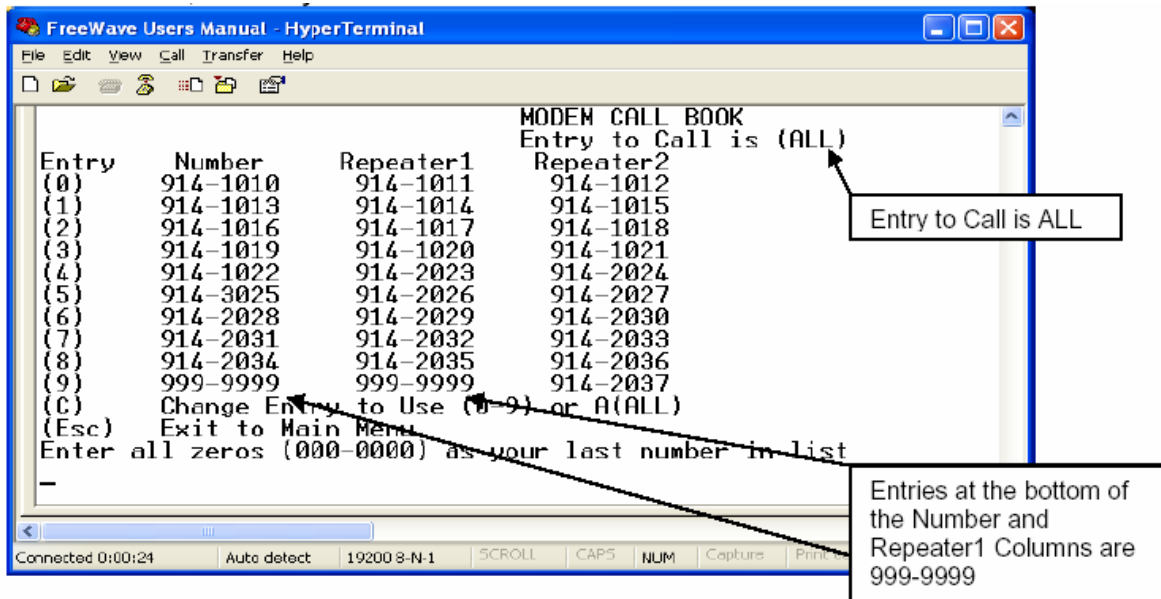 FreeWave Users Manual - HyperTerminal
File Edit View Call Transfer Help
MODEM CALL BOOK
Entry to Call is (ALL)
Entry Number Repeater1 Repeater2
(0) 914-1010 914-1011 914-1012
(1) 914-1013 914-1014 914-1015
(2) 914-1016 914-1017 914-1018
(3) 914-1019 914-1020 914-1021
(4) 914-1022 914-2023 914-2024
(5) 914-3025 914-2026 914-2027
(6) 914-2028 914-2029 914-2030
(7) 914-2031 914-2032 914-2033
(8) 914-2034 914-2035 914-2036
(9) 999-9999 999-9999 914-2037
(C) Change Entry to Use (0-9) or A(ALL)
(Esc) Exit to Main Menu
Enter all zeros (000-0000) as your last number in list
Entry to Call is ALL
Entries at the bottom of
the Number and
Repeater1 Columns are
999-9999
Connected 0:00:24 Auto detect 19200 8-N-1 SCROLL CAPS NUM Capture Print